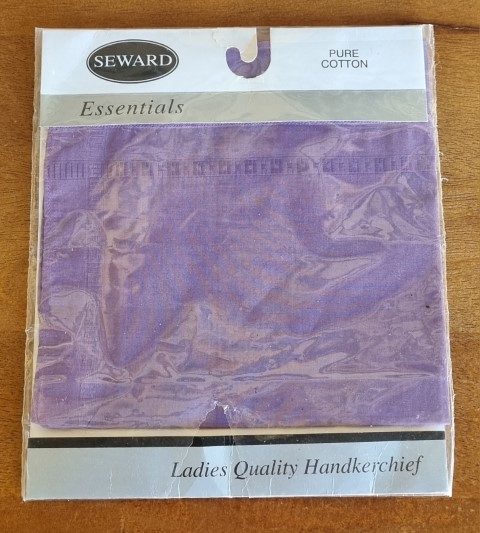 SEWARD
PURE
COTTON
Essentials
Ladies Quality Handkerchief